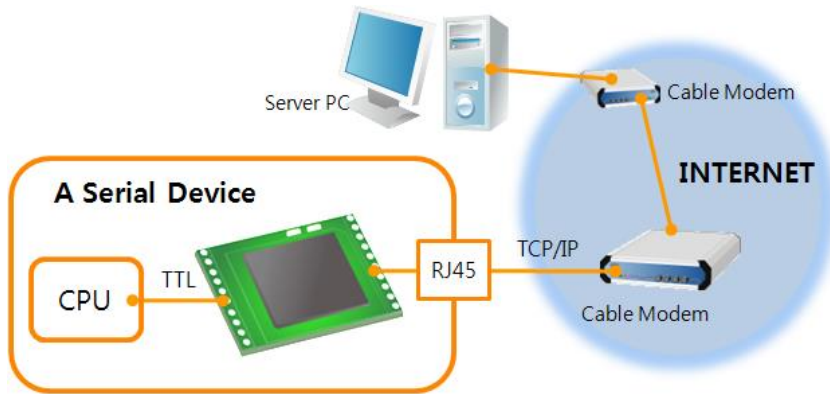 Server PC
Cable Modem
INTERNET
A Serial Device
CPU
TTL
RJ45
TCP/IP
Cable Modem